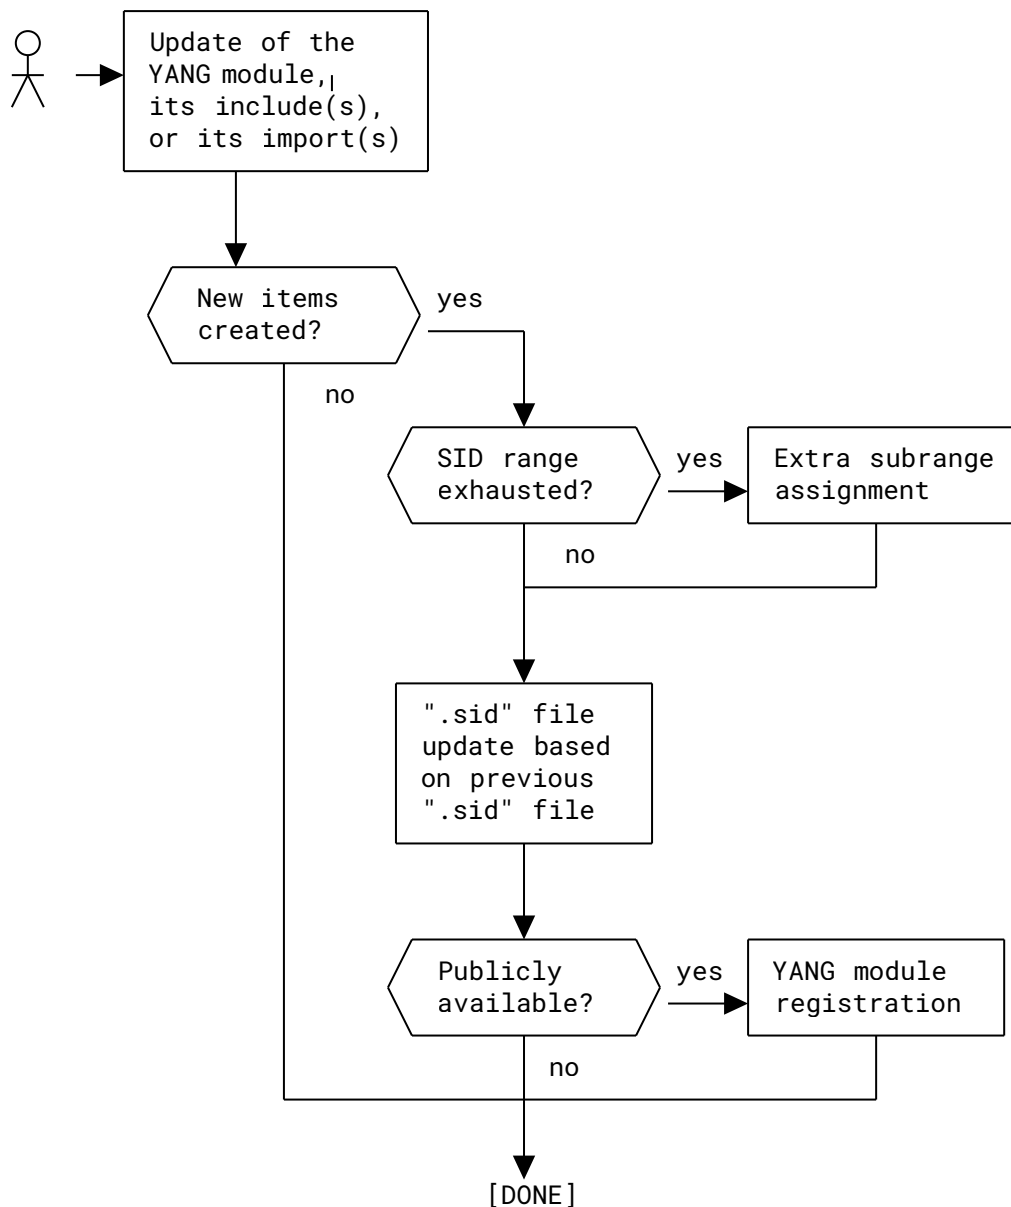 Update of the
YANG module,
its include(s),
or its import(s)
New items
created?
yes
no
SID range
exhausted?
yes
Extra subrange
assignment
no
".sid" file
update based
on previous
".sid" file
Publicly
available?
yes
YANG module
registration
no
[DONE]